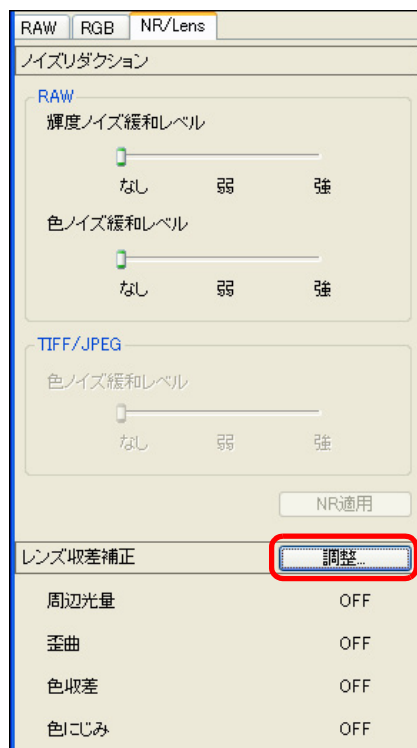 RAW RGB NR/Lens
ノイズリダクション
RAW
輝度ノイズ緩和レベル
なし 弱 強
色ノイズ緩和レベル
なし 弱 強
TIFF/JPEG
色ノイズ緩和レベル
なし 弱 強
NR適用
レンズ収差補正 調整...
周辺光量 OFF
歪曲 OFF
色収差 OFF
色にじみ OFF